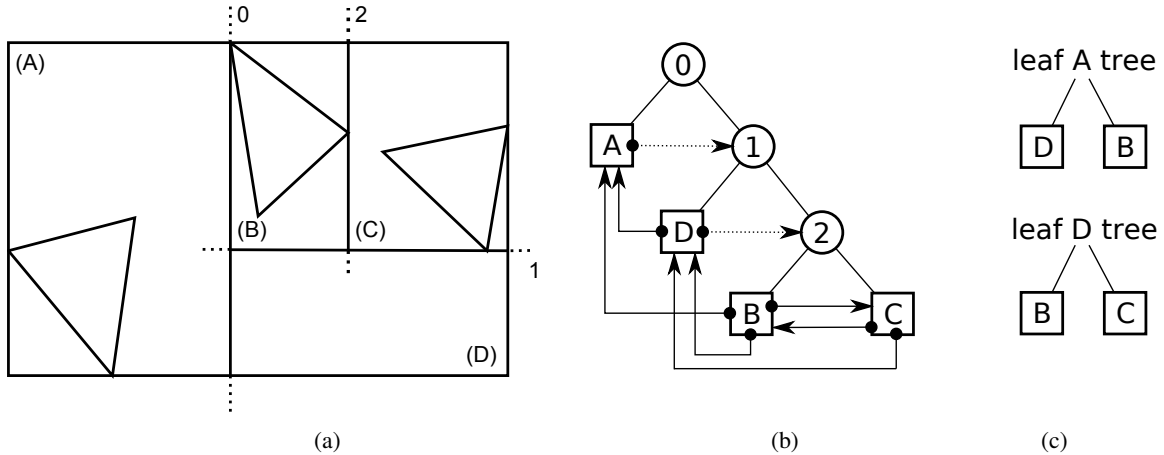 0 2
(A)
(B) (C)
1
(D)
(a)
0
A 1
D 2
B C
(b)
leaf A tree
D B
leaf D tree
B C
(c)